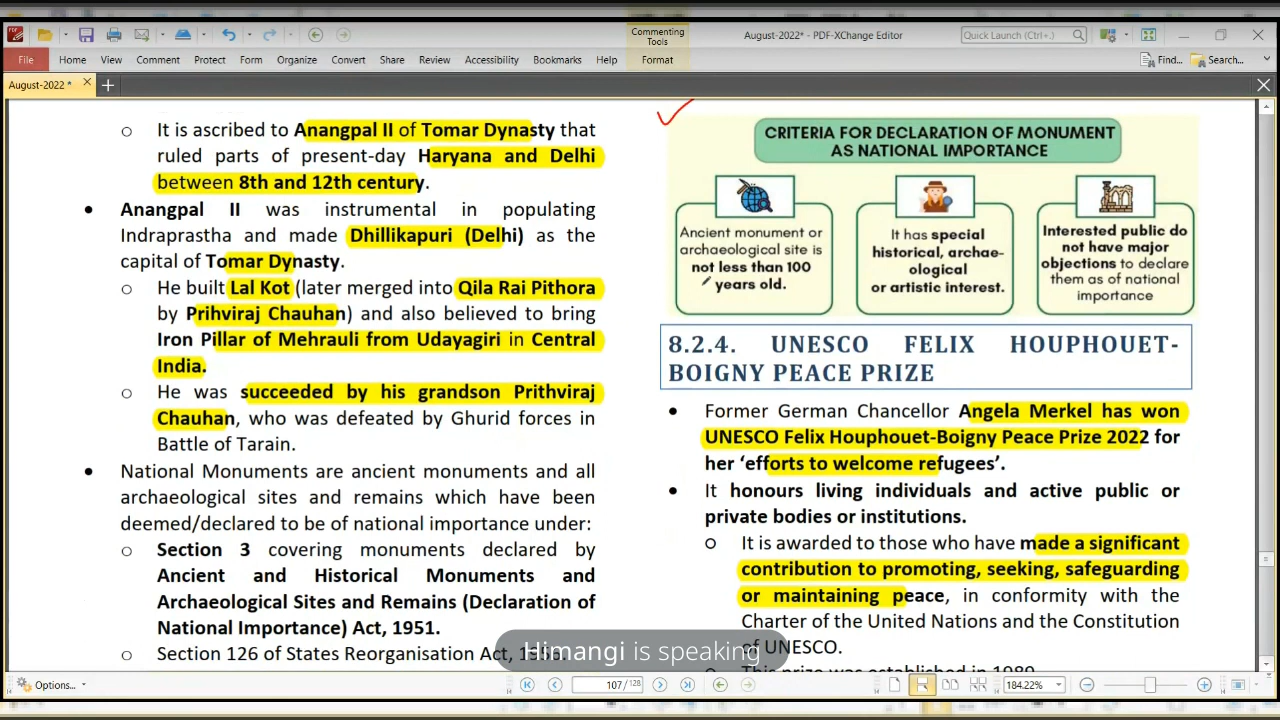 Commenting
Tools
August-2022* - PDF-XChange Editor
Quick Launch (Ctrl+.)
File
Home
View
Comment
Protect
Form
Organize
Convert
Share
Review
Accessibility
Bookmarks
Help
Format
Find...
Search...
August-2022 *
It is ascribed to Anangpal II of Tomar Dynasty that
ruled parts of present-day Haryana and Delhi
between 8th and 12th century.
Anangpal II was instrumental in populating
Indraprastha and made Dhillikapuri (Delhi) as the
capital of Tomar Dynasty.
He built Lal Kot (later merged into Qila Rai Pithora
by Prihviraj Chauhan) and also believed to bring
Iron Pillar of Mehrauli from Udayagiri in Central
India.
He was succeeded by his grandson Prithviraj
Chauhan, who was defeated by Ghurid forces in
Battle of Tarain.
National Monuments are ancient monuments and all
archaeological sites and remains which have been
deemed/declared to be of national importance under:
Section 3 covering monuments declared by
Ancient and Historical Monuments and
Archaeological Sites and Remains (Declaration of
National Importance) Act, 1951.
Section 126 of States Reorganisation Act,
CRITERIA FOR DECLARATION OF MONUMENT
AS NATIONAL IMPORTANCE
Ancient monument or
archaeological site is
not less than 100
years old.
It has special
historical, archae-
ological
or artistic interest.
Interested public do
not have major
objections to declare
them as of national
importance
8.2.4. UNESCO FELIX HOUPHOUET-
BOIGNY PEACE PRIZE
Former German Chancellor Angela Merkel has won
UNESCO Felix Houphouet-Boigny Peace Prize 2022 for
her ‘efforts to welcome refugees’.
It honours living individuals and active public or
private bodies or institutions.
It is awarded to those who have made a significant
contribution to promoting, seeking, safeguarding
or maintaining peace, in conformity with the
Charter of the United Nations and the Constitution
of UNESCO.
This prize was established in 1989
Himangi is speaking
Options...
107 / 128
184.22%